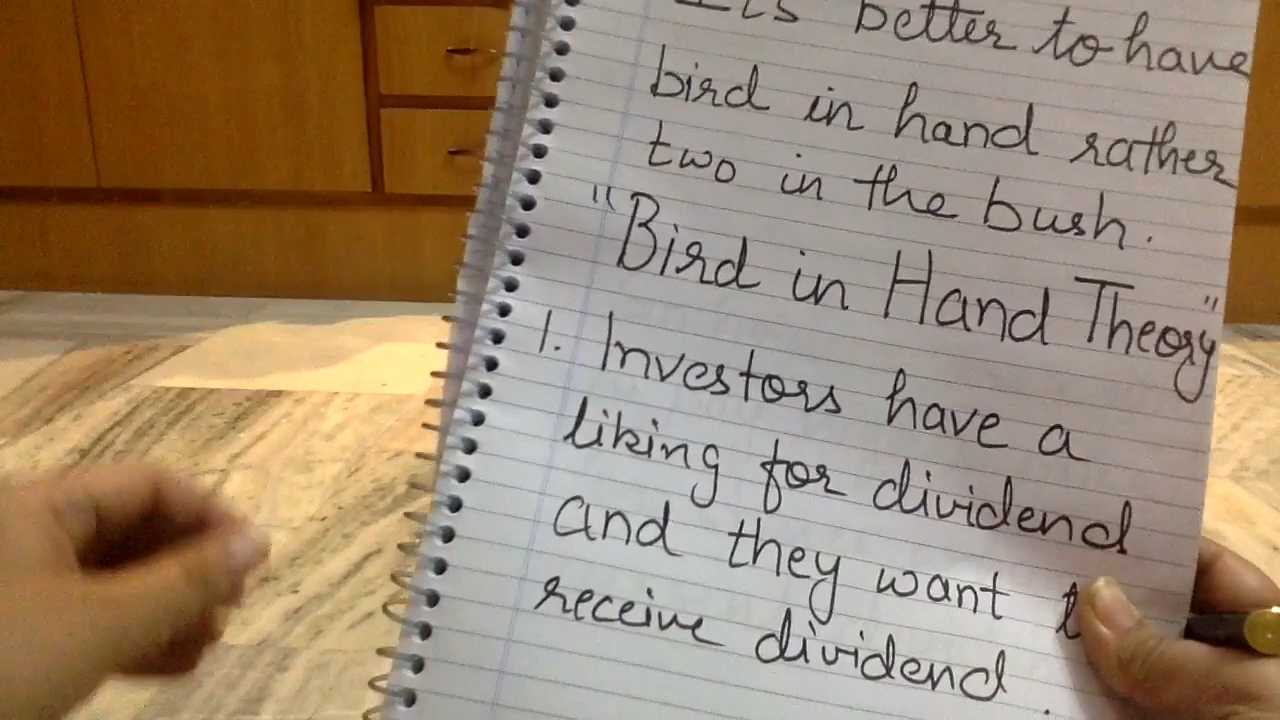 Its better to have
bird in hand rather
two in the bush.
"Bird in Hand Theory"
1. Investors have a
liking for dividend
and they want
receive dividend.